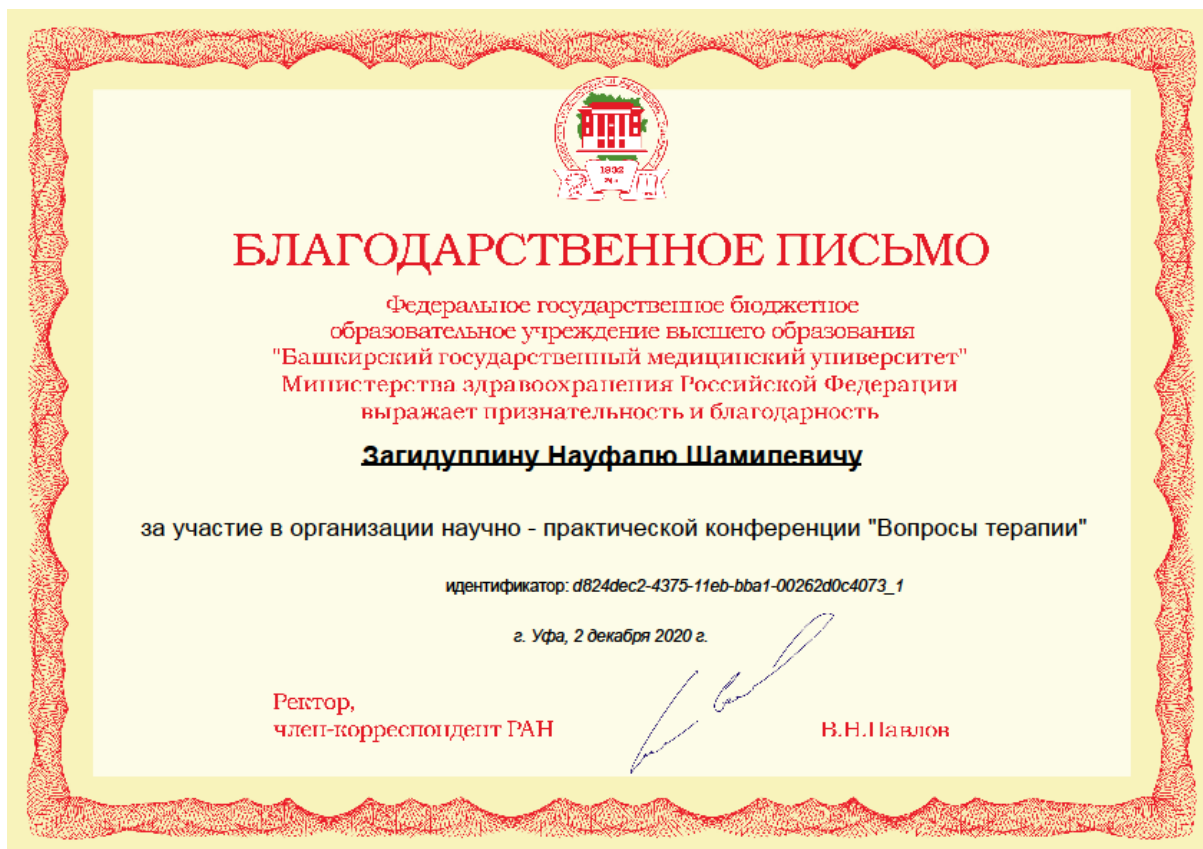 1932
БЛАГОДАРСТВЕННОЕ ПИСЬМО
Федеральное государственное бюджетное
образовательное учреждение высшего образования
"Башкирский государственный медицинский университет"
Министерства здравоохранения Российской Федерации
выражает признательность и благодарность
Загидуллину Науфалю Шамилевичу
за участие в организации научно - практической конференции "Вопросы терапии"
идентификатор: d824dec2-4375-11eb-bba1-00262d0c4073_1
г. Уфа, 2 декабря 2020 г.
Ректор,
член-корреспондент РАН
В.Н.Павлов